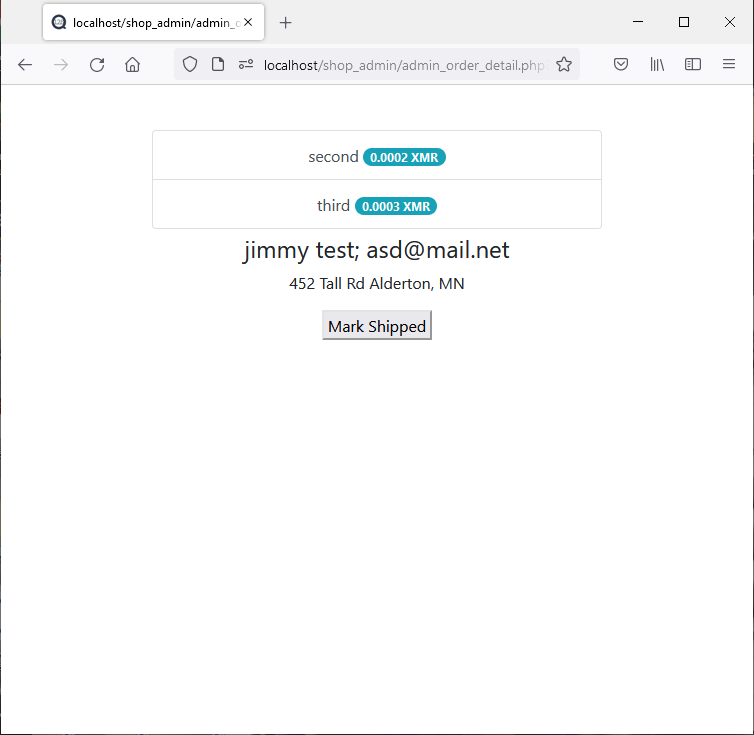 localhost/shop_admin/admin_o
localhost/shop_admin/admin_order_detail.php
second 0.0002 XMR
third 0.0003 XMR
jimmy test; asd@mail.net
452 Tall Rd Alderton, MN
Mark Shipped